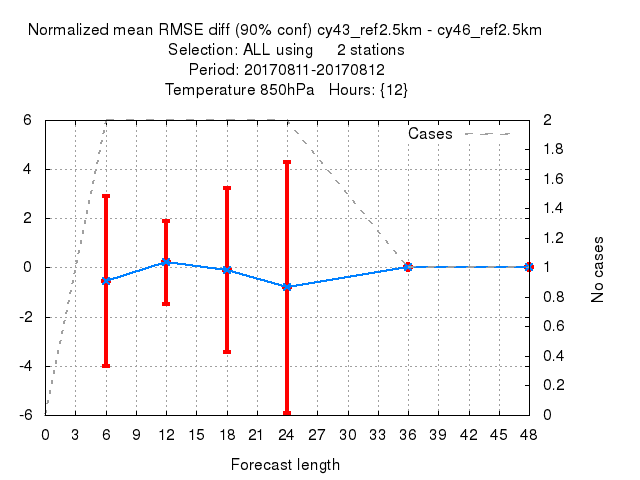 Normalized mean RMSE diff (90% conf) cy43_ref2.5km - cy46_ref2.5km
Selection: ALL using 2 stations
Period: 20170811-20170812
Temperature 850hPa Hours: {12}
Cases
6
4
2
0
-2
-4
-6
2
1.8
1.6
1.4
1.2
1
0.8
0.6
0.4
0.2
0
No cases
0 3 6 9 12 15 18 21 24 27 30 33 36 39 42 45 48
Forecast length